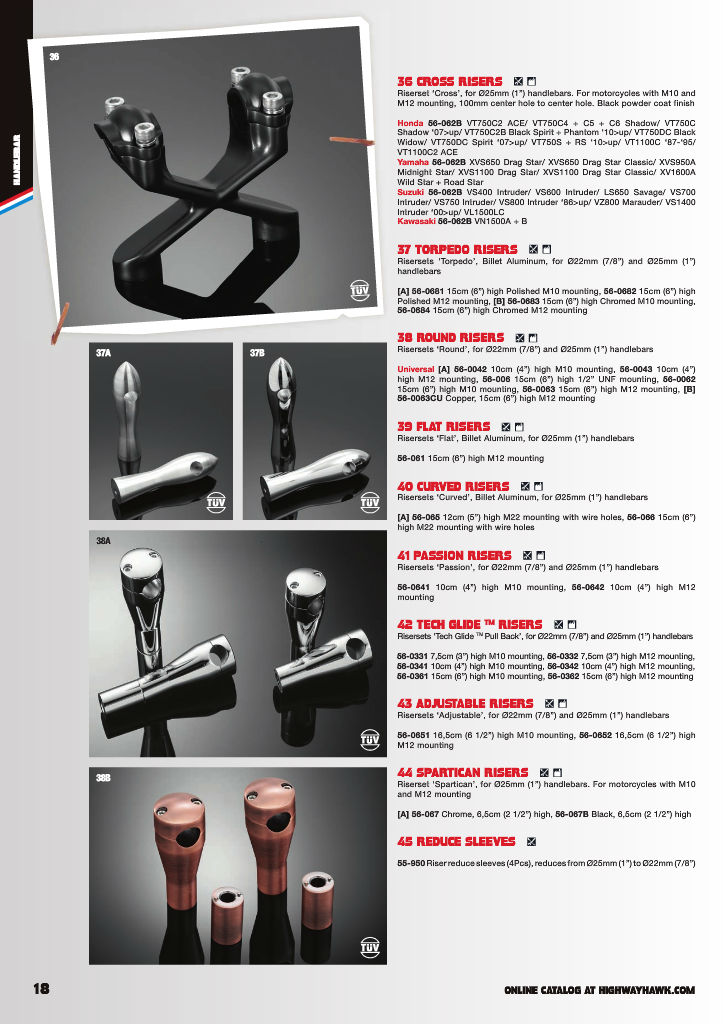 HANDLEBAR
36
TÜV
37A
TÜV
37B
TÜV
38A
TÜV
38B
TÜV
36 CROSS RISERS
Riserset ‘Cross’, for Ø25mm (1”) handlebars. For motorcycles with M10 and
M12 mounting, 100mm center hole to center hole. Black powder coat finish
Honda 56-062B VT750C2 ACE/ VT750C4 + C5 + C6 Shadow/ VT750C
Shadow ‘07>up/ VT750C2B Black Spirit + Phantom ‘10>up/ VT750DC Black
Widow/ VT750DC Spirit ‘07>up/ VT750S + RS ‘10>up/ VT1100C ‘87-‘95/
VT1100C2 ACE
Yamaha 56-062B XVS650 Drag Star/ XVS650 Drag Star Classic/ XVS950A
Midnight Star/ XVS1100 Drag Star/ XVS1100 Drag Star Classic/ XV1600A
Wild Star + Road Star
Suzuki 56-062B VS400 Intruder/ VS600 Intruder/ LS650 Savage/ VS700
Intruder/ VS750 Intruder/ VS800 Intruder ‘86>up/ VZ800 Marauder/ VS1400
Intruder ‘00>up/ VL1500LC
Kawasaki 56-062B VN1500A + B
37 TORPEDO RISERS
Risersets ’Torpedo’, Billet Aluminum, for Ø22mm (7/8”) and Ø25mm (1”)
handlebars
[A] 56-0681 15cm (6”) high Polished M10 mounting, 56-0682 15cm (6”) high
Polished M12 mounting, [B] 56-0683 15cm (6”) high Chromed M10 mounting,
56-0684 15cm (6”) high Chromed M12 mounting
38 ROUND RISERS
Risersets ‘Round’, for Ø22mm (7/8”) and Ø25mm (1”) handlebars
Universal [A] 56-0042 10cm (4”) high M10 mounting, 56-0043 10cm (4”)
high M12 mounting, 56-006 15cm (6”) high 1/2” UNF mounting, 56-0062
15cm (6”) high M10 mounting, 56-0063 15cm (6”) high M12 mounting, [B]
56-0063CU Copper, 15cm (6”) high M12 mounting
39 FLAT RISERS
Risersets ‘Flat’, Billet Aluminum, for Ø25mm (1”) handlebars
56-061 15cm (6”) high M12 mounting
40 CURVED RISERS
Risersets ‘Curved’, Billet Aluminum, for Ø25mm (1”) handlebars
[A] 56-065 12cm (5”) high M22 mounting with wire holes, 56-066 15cm (6”)
high M22 mounting with wire holes
41 PASSION RISERS
Risersets ‘Passion’, for Ø22mm (7/8”) and Ø25mm (1”) handlebars
56-0641 10cm (4”) high M10 mounting, 56-0642 10cm (4”) high M12
mounting
42 TECH GLIDE ™ RISERS
Risersets ’Tech Glide ™ Pull Back’, for Ø22mm (7/8”) and Ø25mm (1”) handlebars
56-0331 7,5cm (3”) high M10 mounting, 56-0332 7,5cm (3”) high M12 mounting,
56-0341 10cm (4”) high M10 mounting, 56-0342 10cm (4”) high M12 mounting,
56-0361 15cm (6”) high M10 mounting, 56-0362 15cm (6”) high M12 mounting
43 ADJUSTABLE RISERS
Risersets ‘Adjustable’, for Ø22mm (7/8”) and Ø25mm (1”) handlebars
56-0651 16,5cm (6 1/2”) high M10 mounting, 56-0652 16,5cm (6 1/2”) high
M12 mounting
44 SPARTICAN RISERS
Riserset ’Spartican’, for Ø25mm (1”) handlebars. For motorcycles with M10
and M12 mounting
[A] 56-067 Chrome, 6,5cm (2 1/2”) high, 56-067B Black, 6,5cm (2 1/2”) high
45 REDUCE SLEEVES
55-950 Riser reduce sleeves (4Pcs), reduces from Ø25mm (1”) to Ø22mm (7/8”)
18
ONLINE CATALOG AT HIGHWAYHAWK.COM